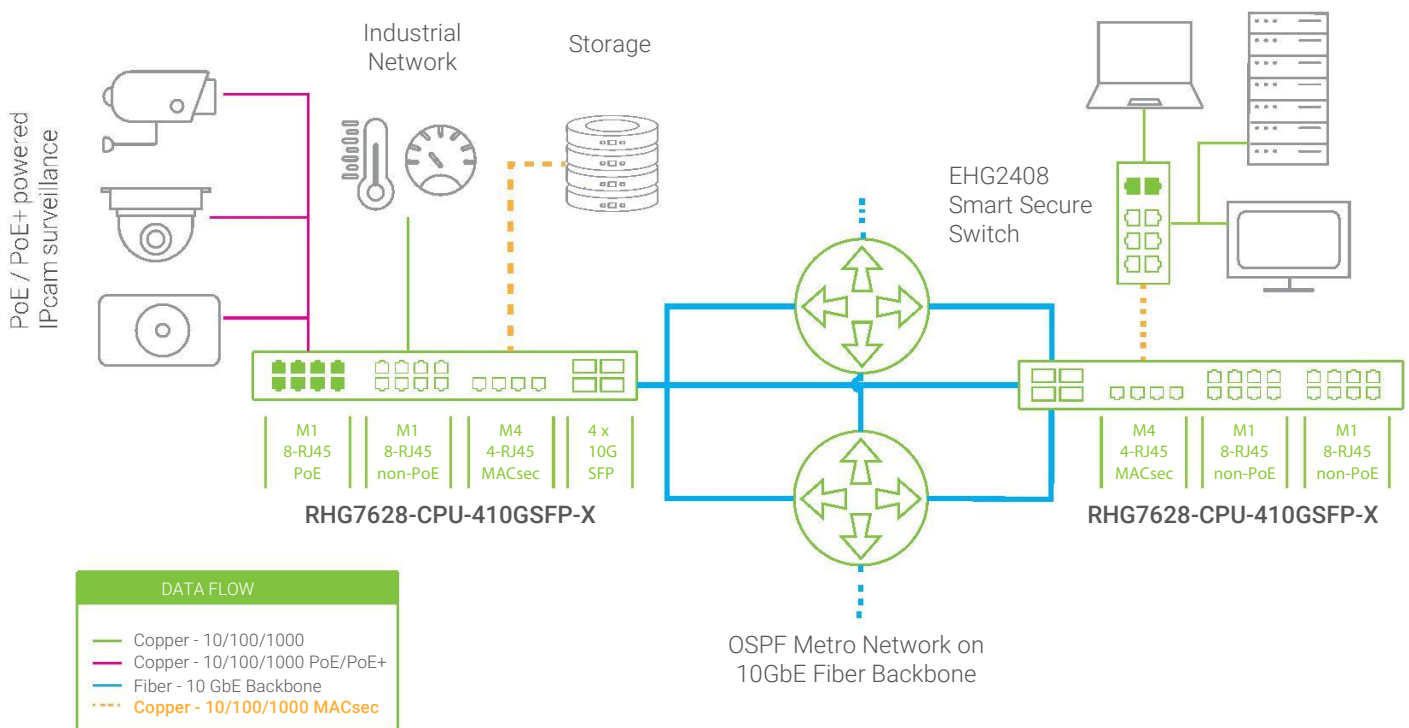 Industrial
Network
Storage
PoE / PoE+ powered
IPcam surveillance
EHG2408
Smart Secure
Switch
M1
8-RJ45
PoE
M1
8-RJ45
non-PoE
M4
4-RJ45
MACsec
4 x
10G
SFP
RHG7628-CPU-410GSFP-X
M4
4-RJ45
MACsec
M1
8-RJ45
non-PoE
M1
8-RJ45
non-PoE
RHG7628-CPU-410GSFP-X
DATA FLOW
Copper - 10/100/1000
Copper - 10/100/1000 PoE/PoE+
Fiber - 10 GbE Backbone
Copper - 10/100/1000 MACsec
OSPF Metro Network on
10GbE Fiber Backbone